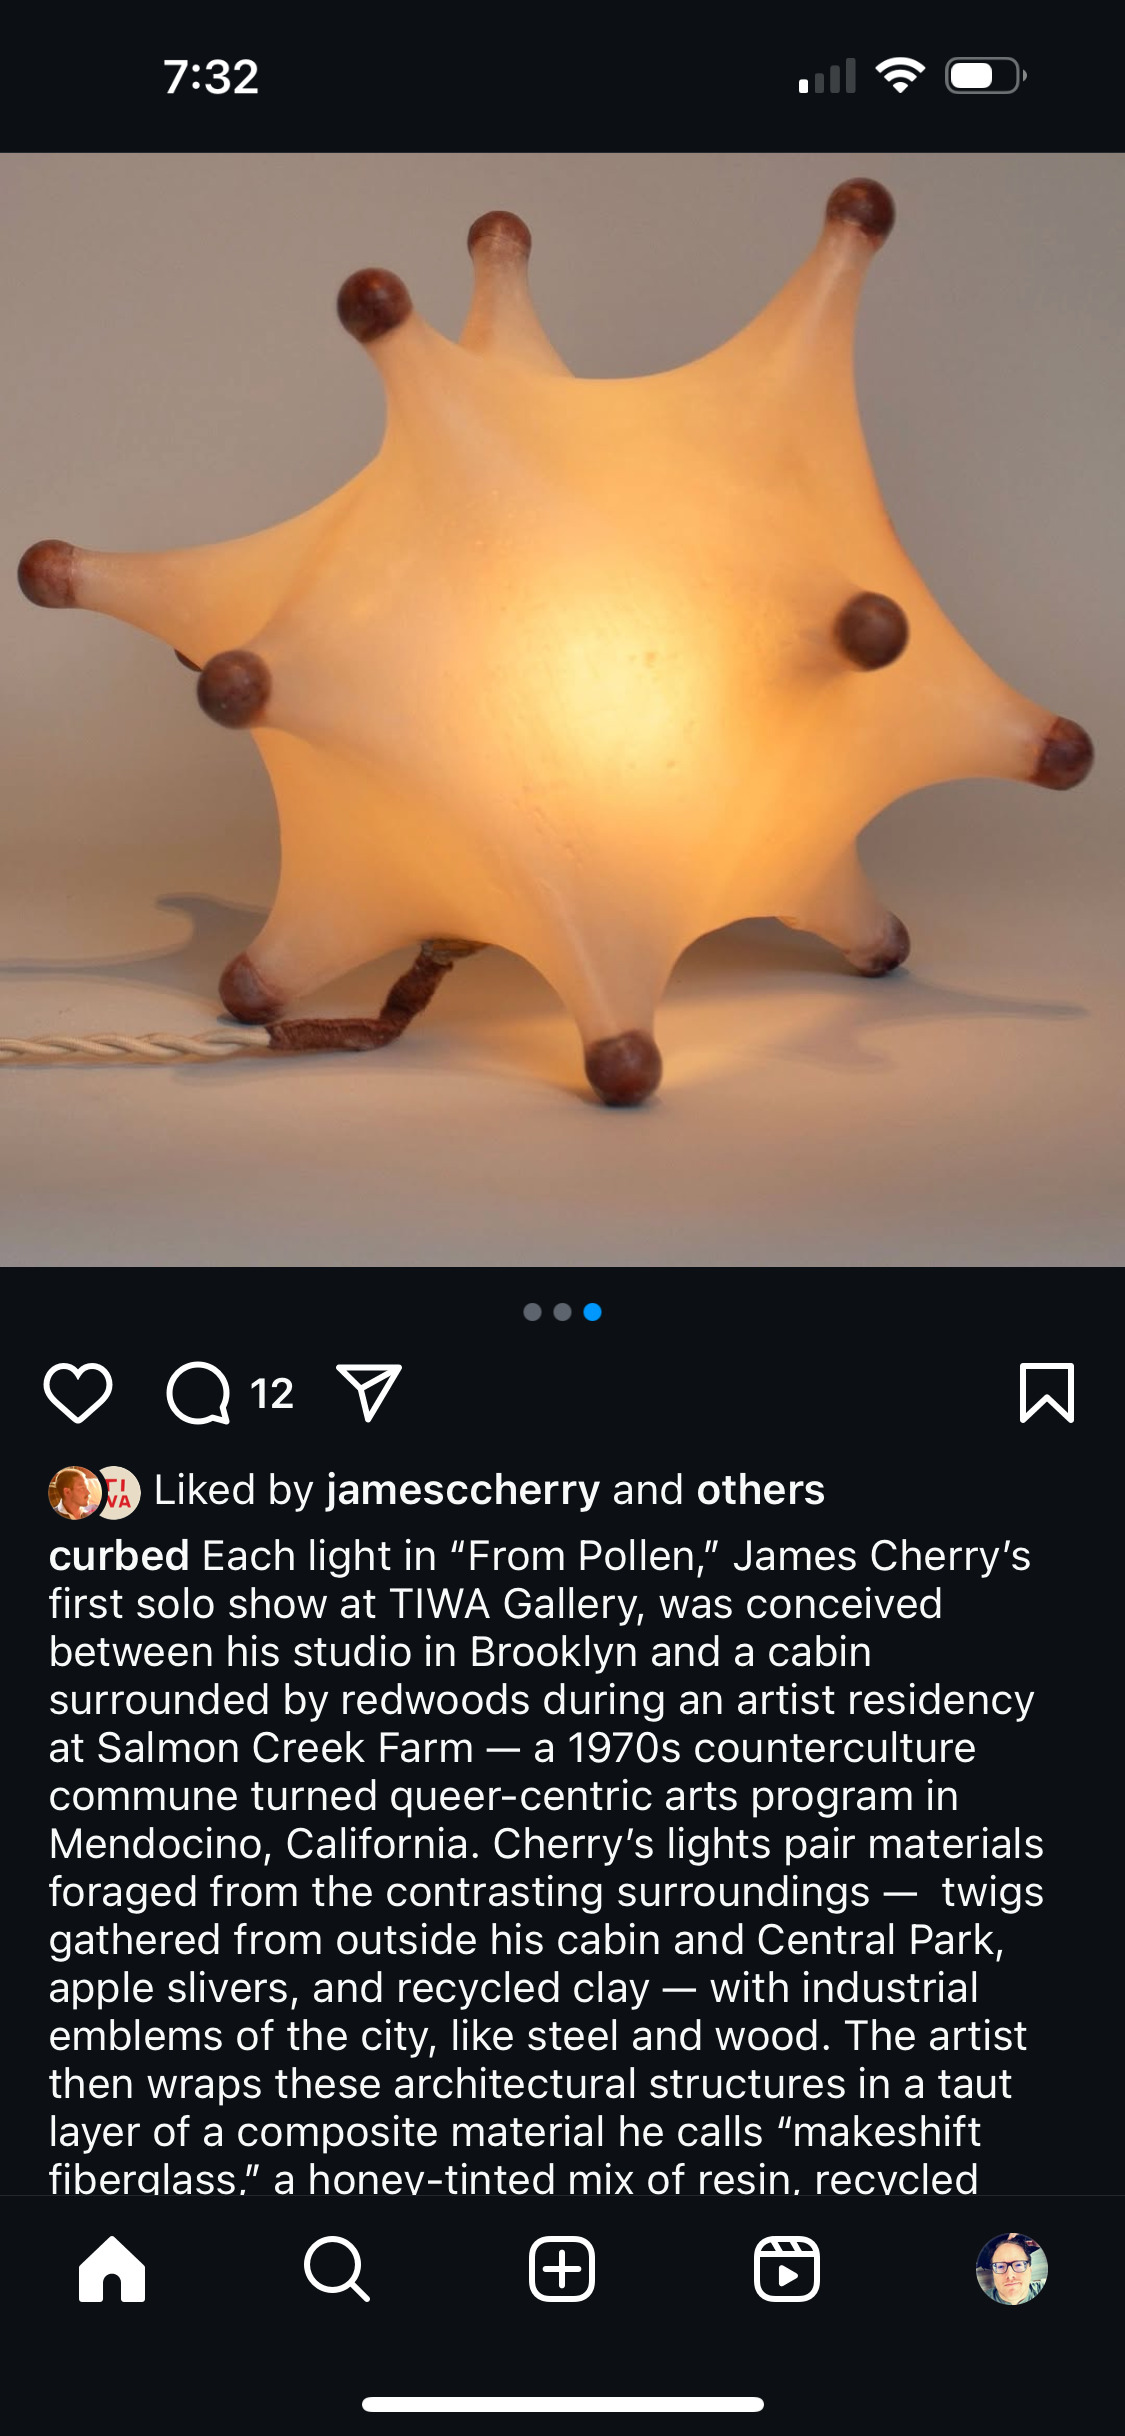 7:32
12
TI
VA
Liked by jamesccherry and others
curbed Each light in “From Pollen,” James Cherry’s
first solo show at TIWA Gallery, was conceived
between his studio in Brooklyn and a cabin
surrounded by redwoods during an artist residency
at Salmon Creek Farm — a 1970s counterculture
commune turned queer-centric arts program in
Mendocino, California. Cherry’s lights pair materials
foraged from the contrasting surroundings —  twigs
gathered from outside his cabin and Central Park,
apple slivers, and recycled clay — with industrial
emblems of the city, like steel and wood. The artist
then wraps these architectural structures in a taut
layer of a composite material he calls “makeshift
fiberglass,” a honey-tinted mix of resin, recycled